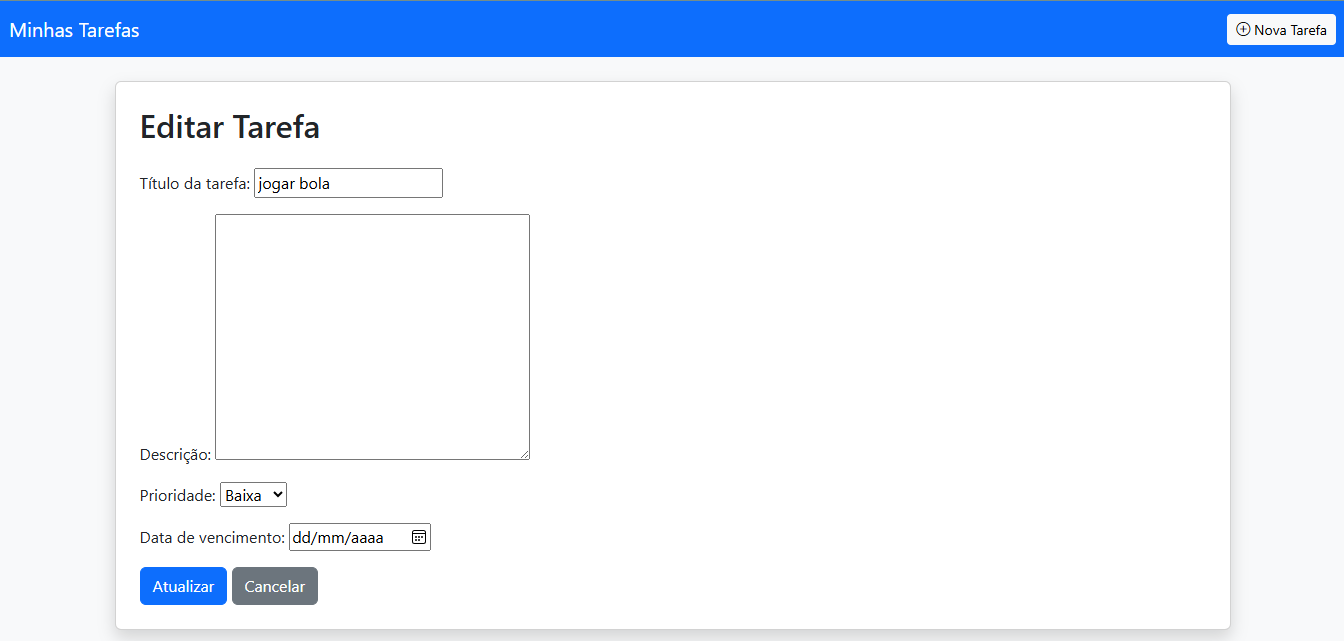 Minhas Tarefas
Nova Tarefa
Editar Tarefa
Título da tarefa: jogar bola
Descrição:
Prioridade: Baixa
Data de vencimento: dd/mm/aaaa
Atualizar Cancelar